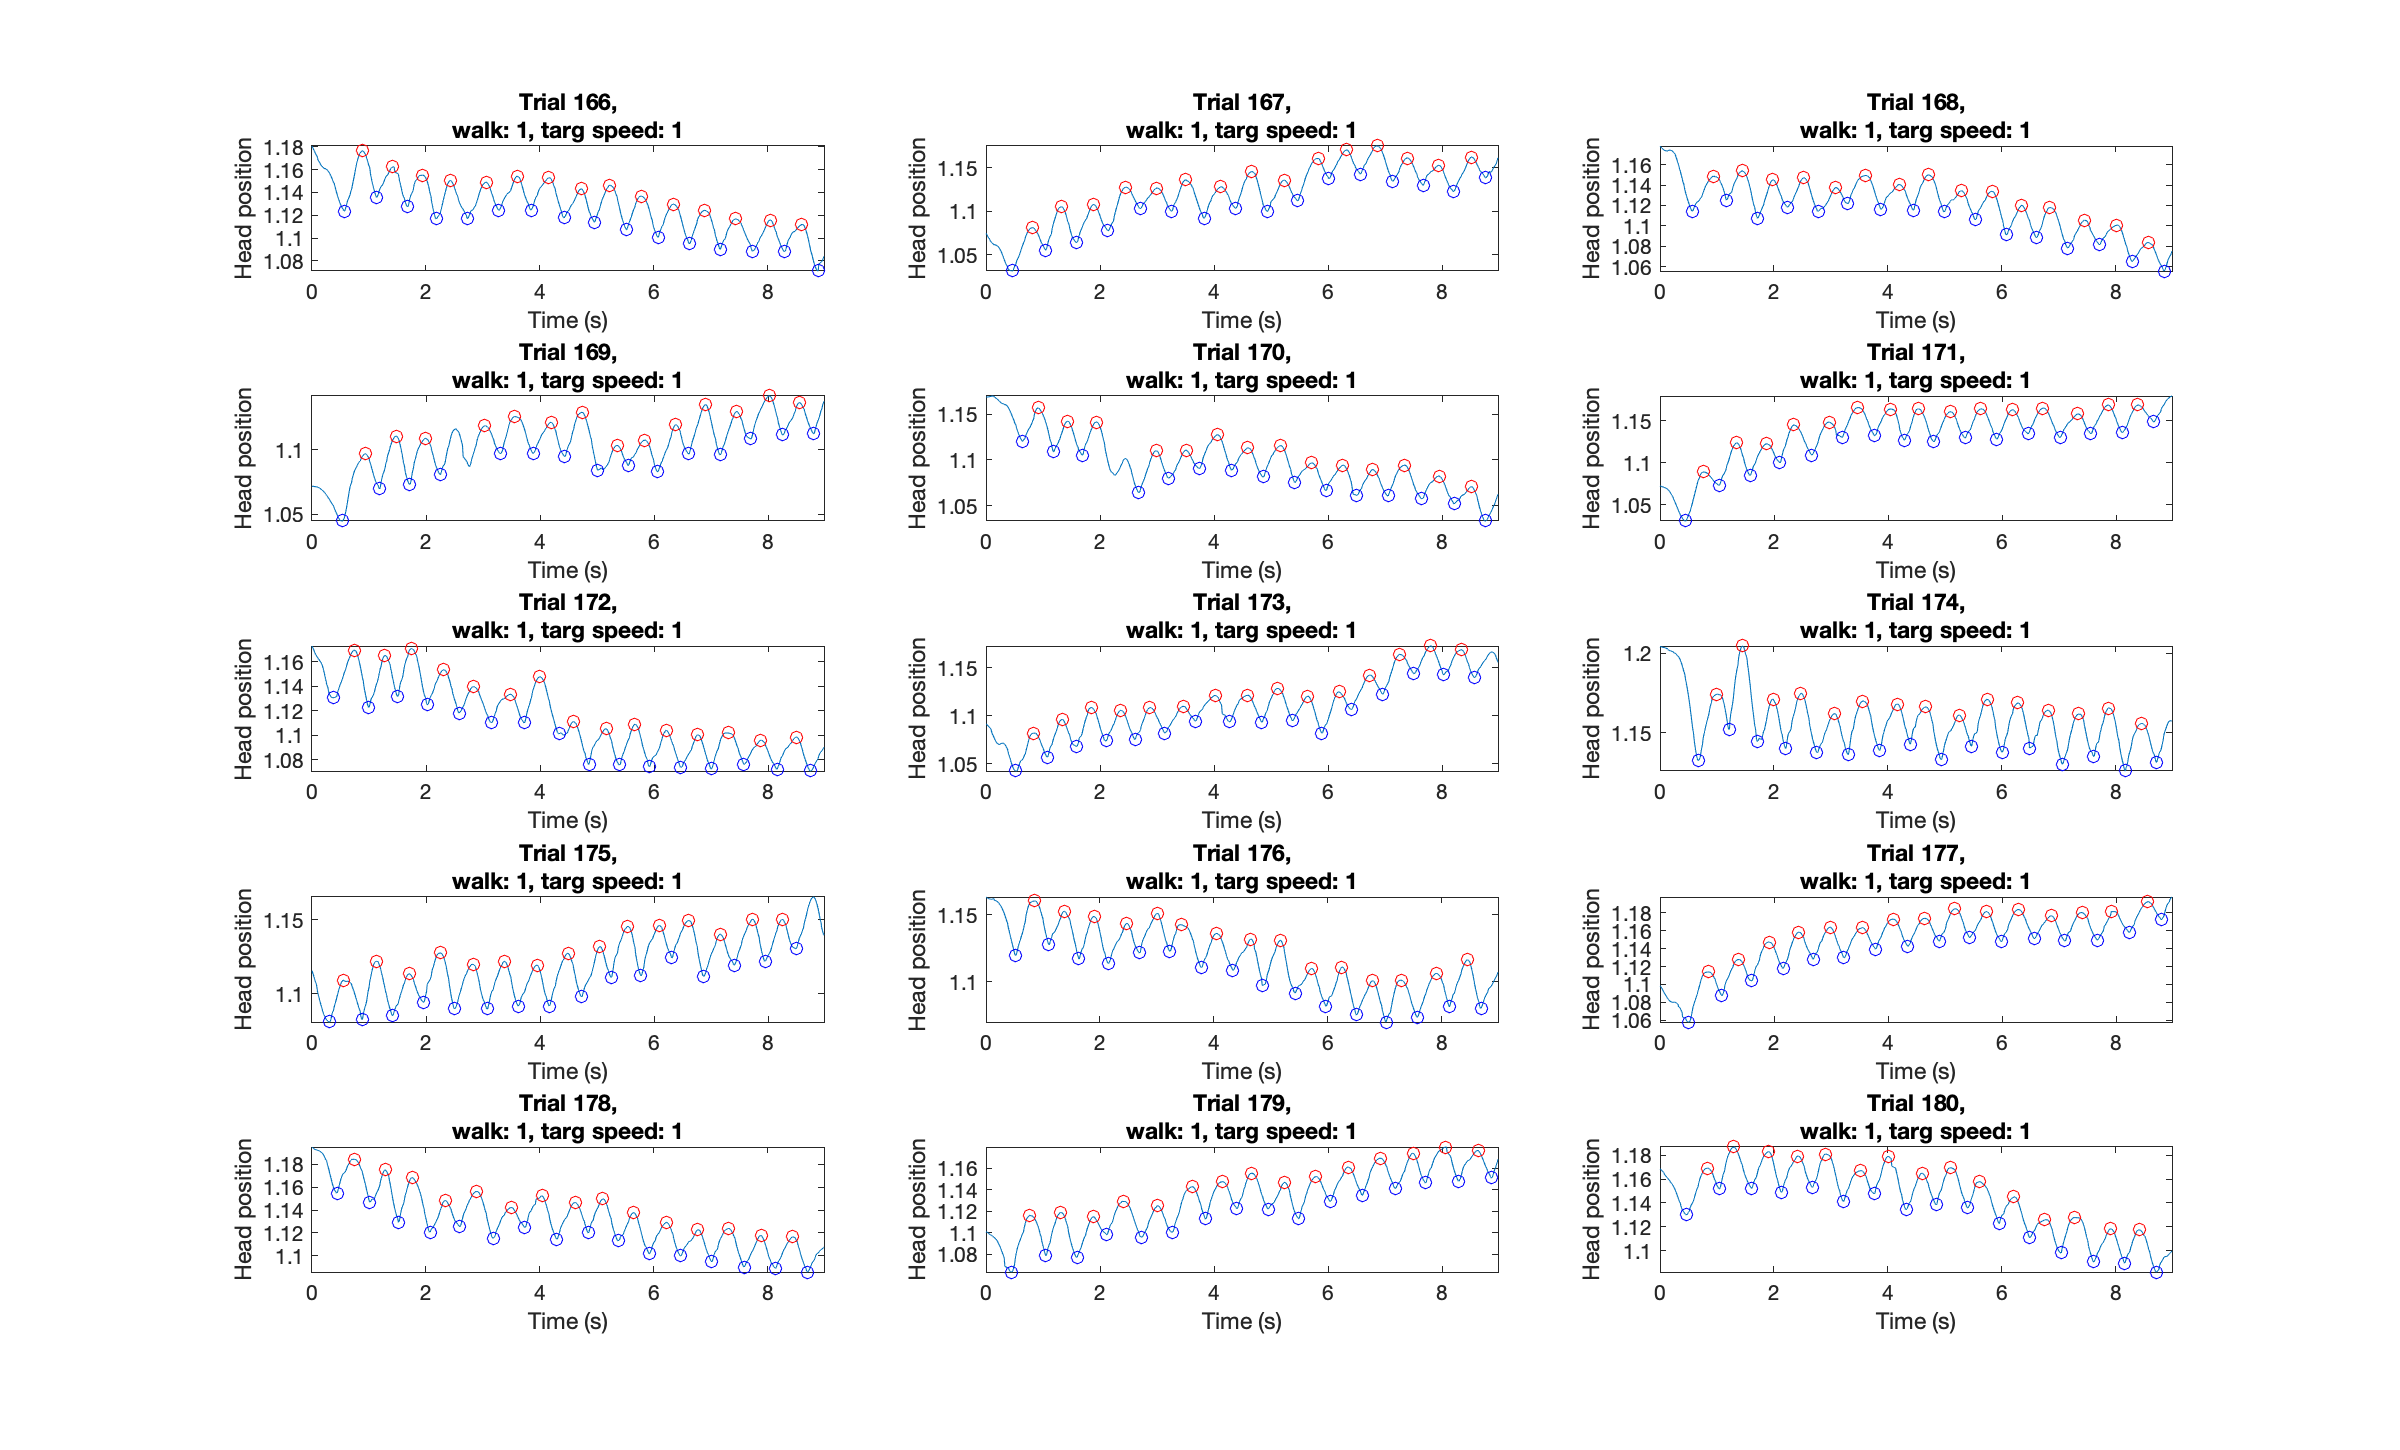 Trial 166,
walk: 1, targ speed: 1
Head position
1.18
1.16
1.14
1.12
1.1
1.08
0 2 4 6 8
Time (s)
Trial 167,
walk: 1, targ speed: 1
Head position
1.15
1.1
1.05
0 2 4 6 8
Time (s)
Trial 168,
walk: 1, targ speed: 1
Head position
1.16
1.14
1.12
1.1
1.08
1.06
0 2 4 6 8
Time (s)
Trial 169,
walk: 1, targ speed: 1
Head position
1.1
1.05
0 2 4 6 8
Time (s)
Trial 170,
walk: 1, targ speed: 1
Head position
1.15
1.1
1.05
0 2 4 6 8
Time (s)
Trial 171,
walk: 1, targ speed: 1
Head position
1.15
1.1
1.05
0 2 4 6 8
Time (s)
Trial 172,
walk: 1, targ speed: 1
Head position
1.16
1.14
1.12
1.1
1.08
0 2 4 6 8
Time (s)
Trial 173,
walk: 1, targ speed: 1
Head position
1.15
1.1
1.05
0 2 4 6 8
Time (s)
Trial 174,
walk: 1, targ speed: 1
Head position
1.2
1.15
0 2 4 6 8
Time (s)
Trial 175,
walk: 1, targ speed: 1
Head position
1.15
1.1
0 2 4 6 8
Time (s)
Trial 176,
walk: 1, targ speed: 1
Head position
1.15
1.1
0 2 4 6 8
Time (s)
Trial 177,
walk: 1, targ speed: 1
Head position
1.18
1.16
1.14
1.12
1.1
1.08
1.06
0 2 4 6 8
Time (s)
Trial 178,
walk: 1, targ speed: 1
Head position
1.18
1.16
1.14
1.12
1.1
0 2 4 6 8
Time (s)
Trial 179,
walk: 1, targ speed: 1
Head position
1.16
1.14
1.12
1.1
1.08
0 2 4 6 8
Time (s)
Trial 180,
walk: 1, targ speed: 1
Head position
1.18
1.16
1.14
1.12
1.1
0 2 4 6 8
Time (s)